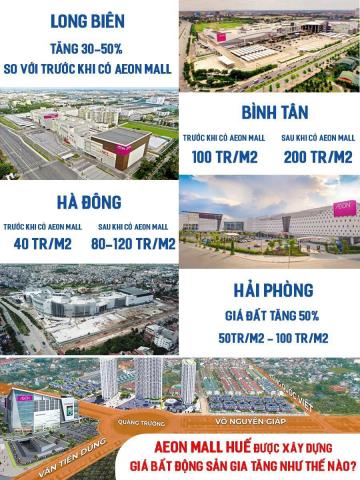 LONG BIÊN
TĂNG 30-50%
SO VỚI TRƯỚC KHI CÓ AEON MALL
BÌNH TÂN
TRƯỚC KHI CÓ AEON MALL
SAU KHI CÓ AEON MALL
100 TR/M2
200 TR/M2
HÀ ĐÔNG
TRƯỚC KHI CÓ AEON MALL
SAU KHI CÓ AEON MALL
40 TR/M2
80-120 TR/M2
AEON
HẢI PHÒNG
GIÁ ĐẤT TĂNG 50%
50TR/M2 - 100 TR/M2
AEON
QUẢNG TRƯỜNG
VÕ NGUYÊN GIÁP
VĂN TIẾN DŨNG
AEON MALL HUẾ ĐƯỢC XÂY DỰNG
GIÁ BẤT ĐỘNG SẢN GIA TĂNG NHƯ THẾ NÀO?